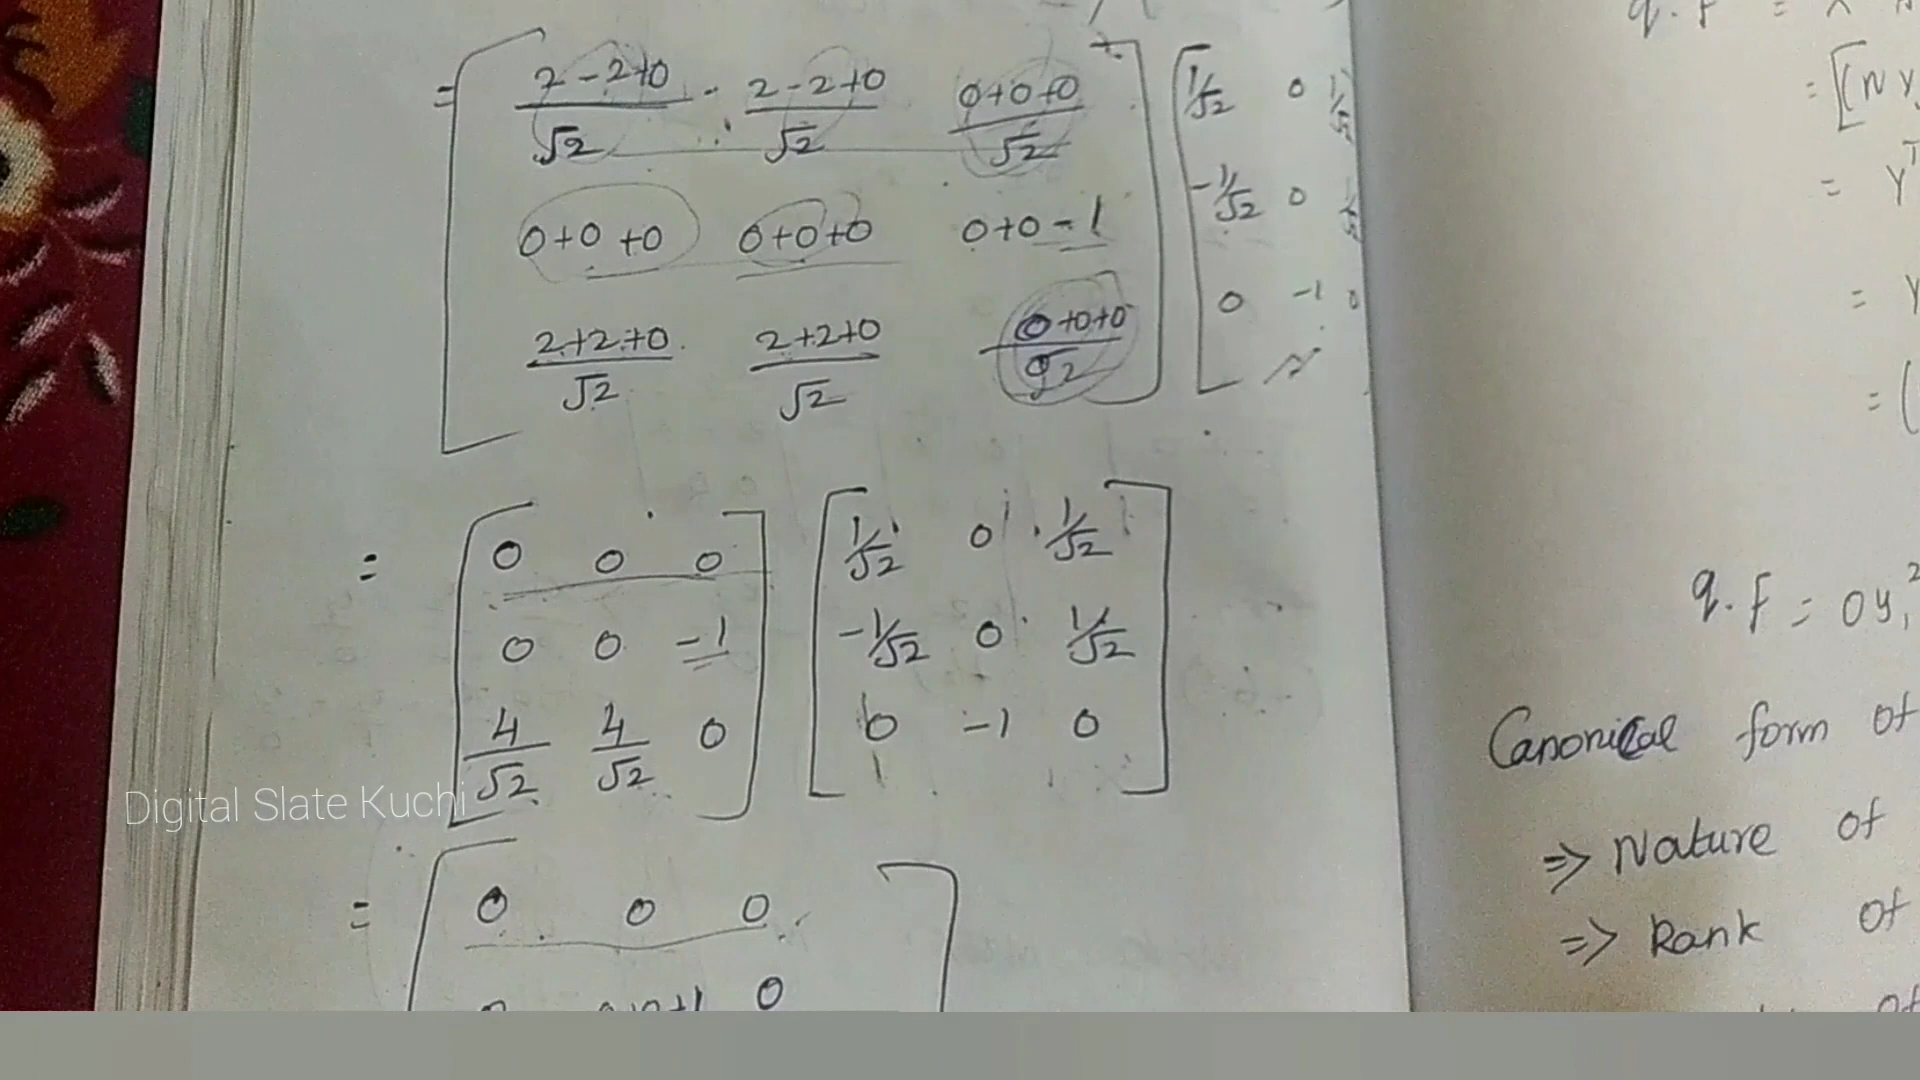 = [ (2-2+0)/√2 (2-2+0)/√2 (0+0+0)/√2 ] [ 1/√2 0 1/√2
0+0+0 0+0+0 0+0-1 -1/√2 0
(2+2+0)/√2 (2+2+0)/√2 (0+0+0)/√2 0 -1 0
= [ 0 0 0 ] [ 1/√2 0 1/√2 ]
0 0 -1 -1/√2 0 1/√2
4/√2 4/√2 0 0 -1 0
= [ 0 0 0 ]
0
Digital Slate Kuchi
q.f =
= [(N y
= Y^T
= Y
= (
q.f = 0y₁²
Canonical form of
=> Nature of
=> Rank of
of